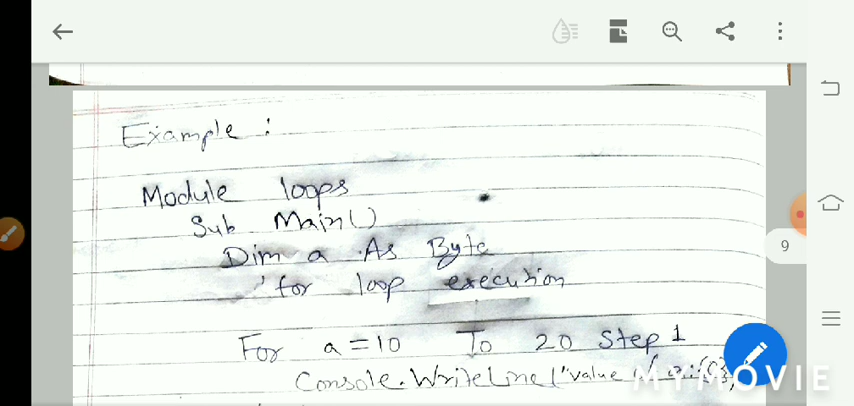 9
Example :
Module loops
Sub Main()
Dim a As Byte
'for loop execution
For a = 10 To 20 Step 1
Console.WriteLine("value
MYMOVIE